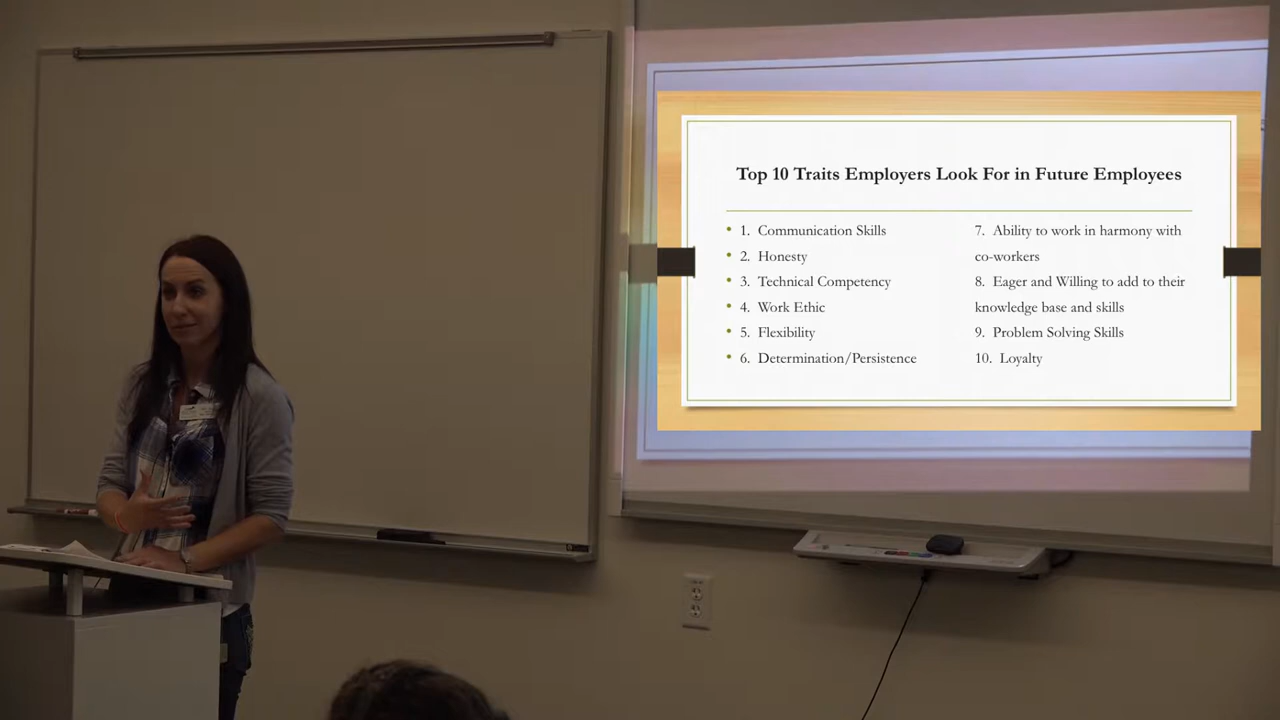 Top 10 Traits Employers Look For in Future Employees
• 1. Communication Skills
• 2. Honesty
• 3. Technical Competency
• 4. Work Ethic
• 5. Flexibility
• 6. Determination/Persistence
7. Ability to work in harmony with
co-workers
8. Eager and Willing to add to their
knowledge base and skills
9. Problem Solving Skills
10. Loyalty